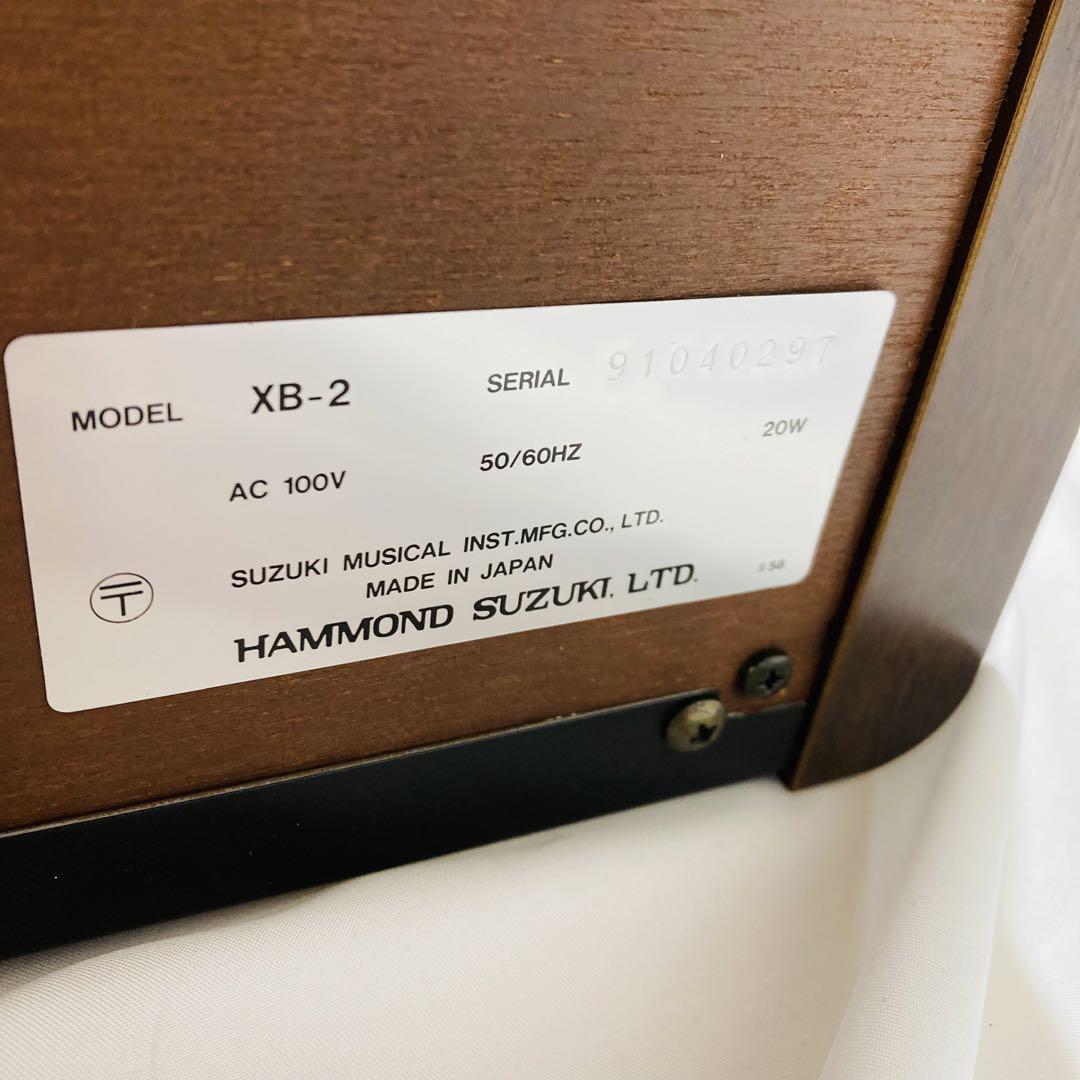 MODEL XB-2 SERIAL 91040297
AC 100V 50/60HZ 20W
SUZUKI MUSICAL INST.MFG.CO., LTD.
MADE IN JAPAN
HAMMOND SUZUKI, LTD.